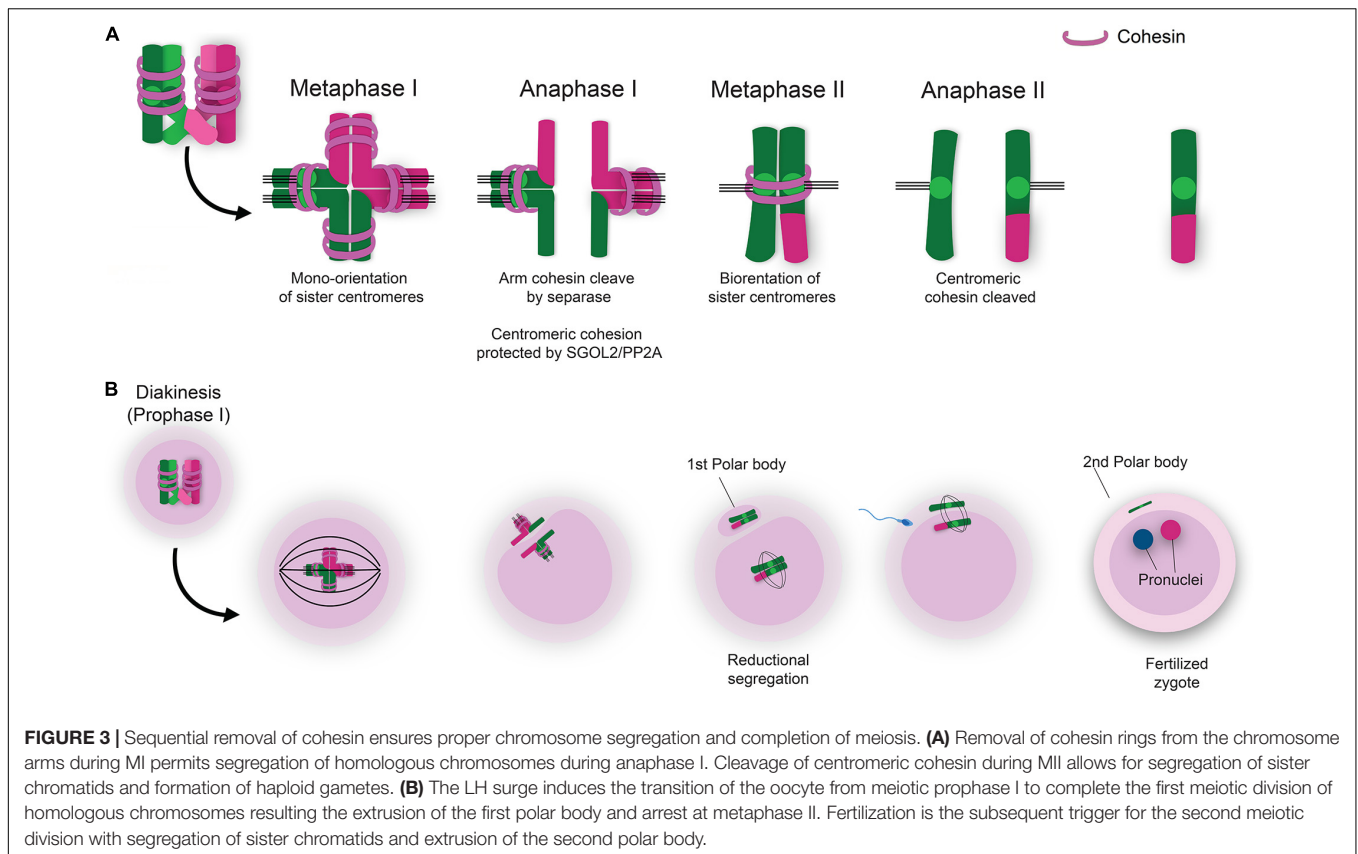 A
Cohesin
Metaphase I
Anaphase I
Metaphase II
Anaphase II
Mono-orientation
of sister centromeres
Arm cohesin cleave
by separase
Centromeric cohesion
protected by SGOL2/PP2A
Biorentation of
sister centromeres
Centromeric
cohesin cleaved
B
Diakinesis
(Prophase I)
1st Polar body
2nd Polar body
Pronuclei
Reductional
segregation
Fertilized
zygote
FIGURE 3 | Sequential removal of cohesin ensures proper chromosome segregation and completion of meiosis. (A) Removal of cohesin rings from the chromosome
arms during MI permits segregation of homologous chromosomes during anaphase I. Cleavage of centromeric cohesin during MII allows for segregation of sister
chromatids and formation of haploid gametes. (B) The LH surge induces the transition of the oocyte from meiotic prophase I to complete the first meiotic division of
homologous chromosomes resulting the extrusion of the first polar body and arrest at metaphase II. Fertilization is the subsequent trigger for the second meiotic
division with segregation of sister chromatids and extrusion of the second polar body.